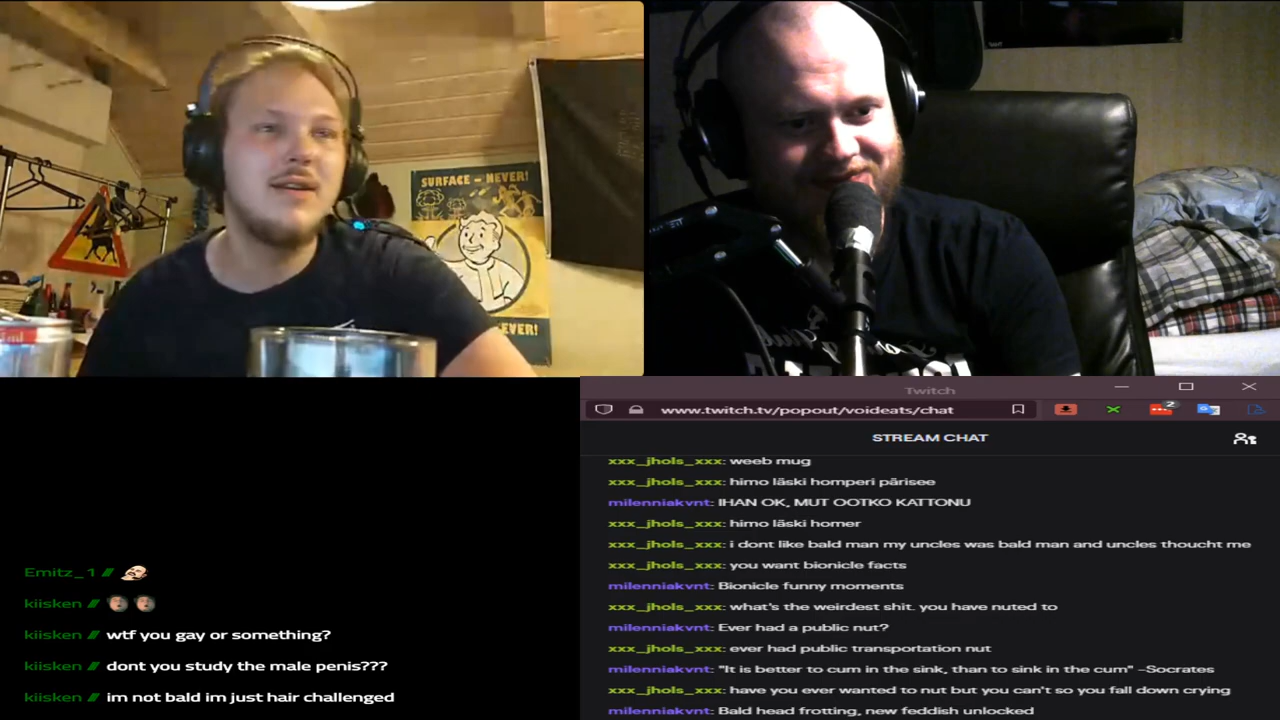 SURFACE – NEVER!
EVER!
Twitch
www.twitch.tv/popout/voideats/chat
2
STREAM CHAT
xxx_jhols_xxx: weeb mug
xxx_jhols_xxx: himo läski homperi pärisee
milenniakvnt: IHAN OK, MUT OOTKO KATTONU
xxx_jhols_xxx: himo läski homer
xxx_jhols_xxx: i dont like bald man my uncles was bald man and uncles thoucht me
xxx_jhols_xxx: you want bionicle facts
milenniakvnt: Bionicle funny moments
xxx_jhols_xxx: what's the weirdest shit. you have nuted to
milenniakvnt: Ever had a public nut?
xxx_jhols_xxx: ever had public transportation nut
milenniakvnt: "It is better to cum in the sink, than to sink in the cum" –Socrates
xxx_jhols_xxx: have you ever wanted to nut but you can't so you fall down crying
milenniakvnt: Bald head frotting, new feddish unlocked
Emitz_1 //
kiisken //
kiisken // wtf you gay or something?
kiisken // dont you study the male penis???
kiisken // im not bald im just hair challenged